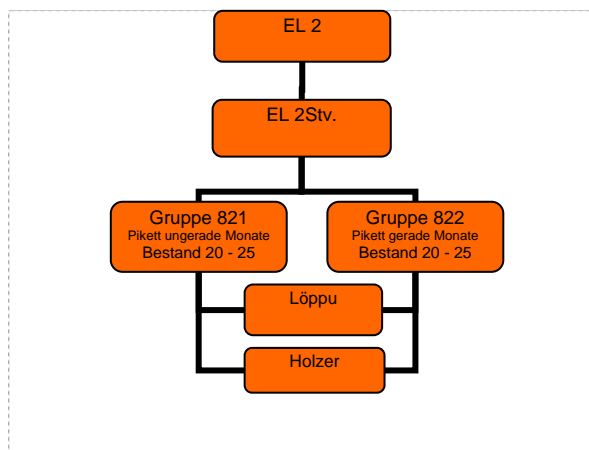 EL 2
EL 2Stv.
Gruppe 821
Pikett ungerade Monate
Bestand 20 - 25
Gruppe 822
Pikett gerade Monate
Bestand 20 - 25
Löppu
Holzer